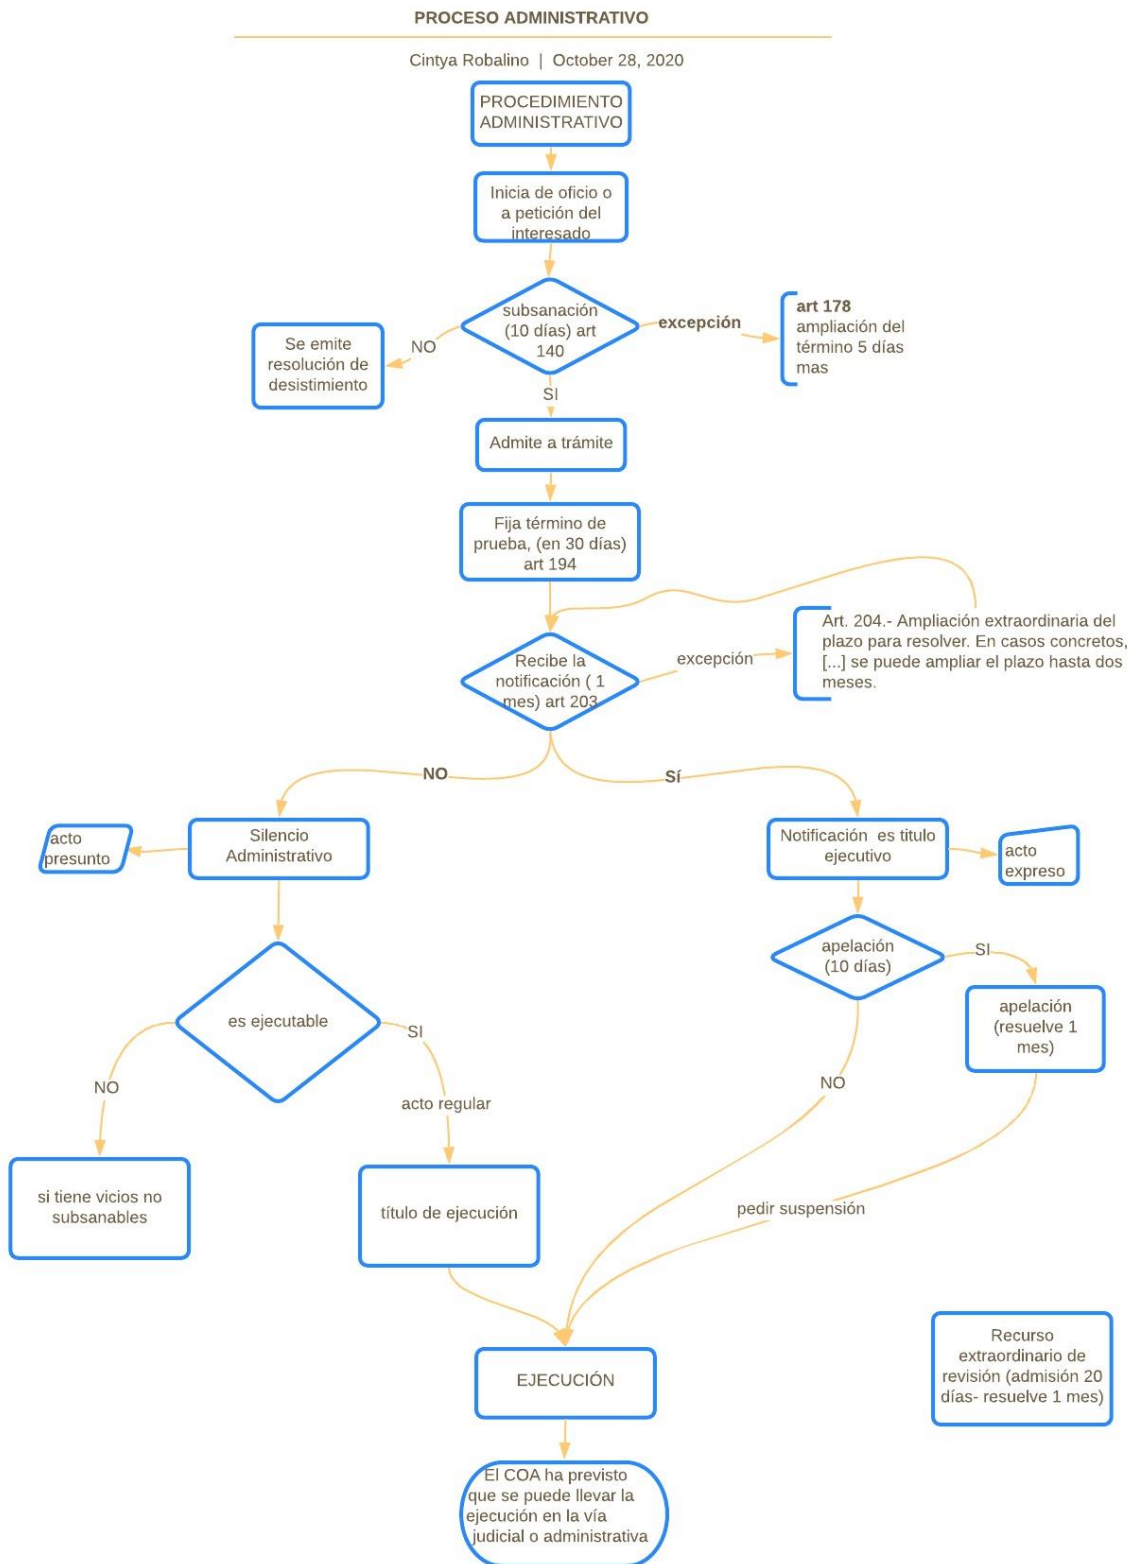 PROCESO ADMINISTRATIVO
Cintya Robalino | October 28, 2020
PROCEDIMIENTO
ADMINISTRATIVO
Inicia de oficio o
a petición del
interesado
subsanación
(10 días) art
140
excepción
art 178
ampliación del
término 5 días
mas
NO
Se emite
resolución de
desistimiento
SI
Admite a trámite
Fija término de
prueba, (en 30 días)
art 194
Recibe la
notificación ( 1
mes) art 203
excepción
Art. 204.- Ampliación extraordinaria del
plazo para resolver. En casos concretos,
[...] se puede ampliar el plazo hasta dos
meses.
NO
Sí
acto
presunto
Silencio
Administrativo
Notificación es titulo
ejecutivo
acto
expreso
apelación
(10 días)
SI
apelación
(resuelve 1
mes)
es ejecutable
SI
NO
acto regular
NO
si tiene vicios no
subsanables
título de ejecución
pedir suspensión
EJECUCIÓN
Recurso
extraordinario de
revisión (admisión 20
días- resuelve 1 mes)
El COA ha previsto
que se puede llevar la
ejecución en la vía
judicial o administrativa